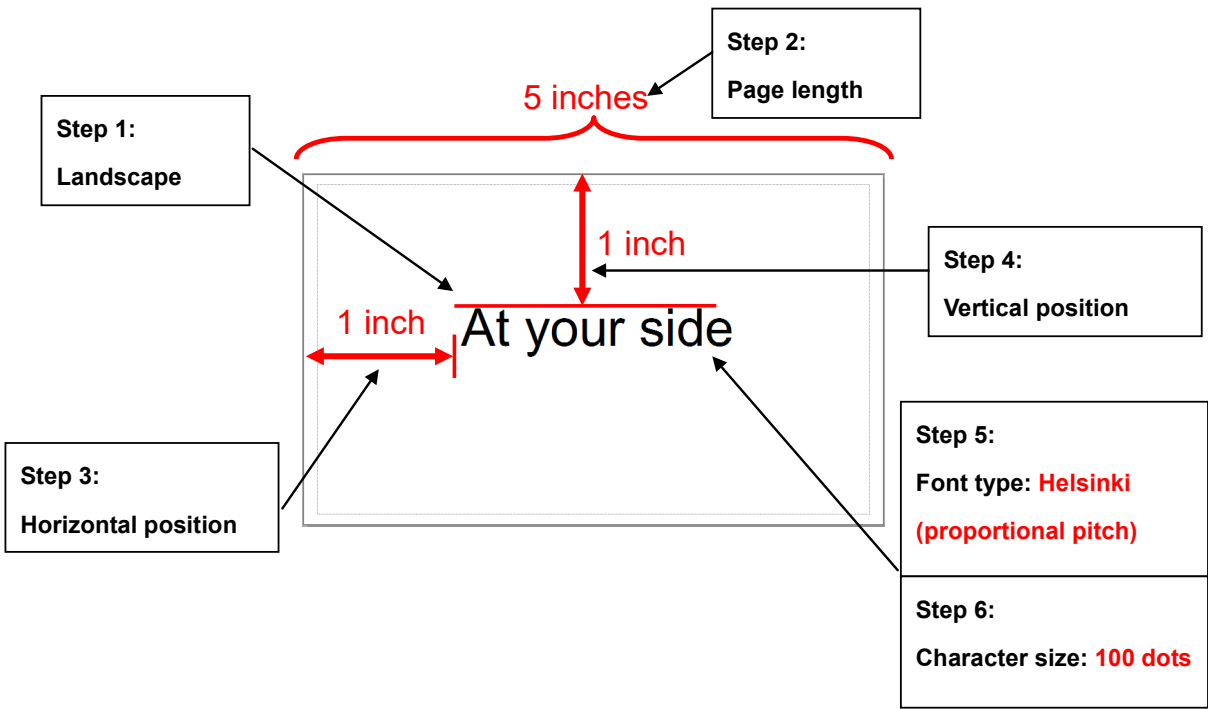 Step 2:
Page length
5 inches
Step 1:
Landscape
1 inch
Step 4:
Vertical position
1 inch
At your side
Step 3:
Horizontal position
Step 5:
Font type: Helsinki
(proportional pitch)
Step 6:
Character size: 100 dots